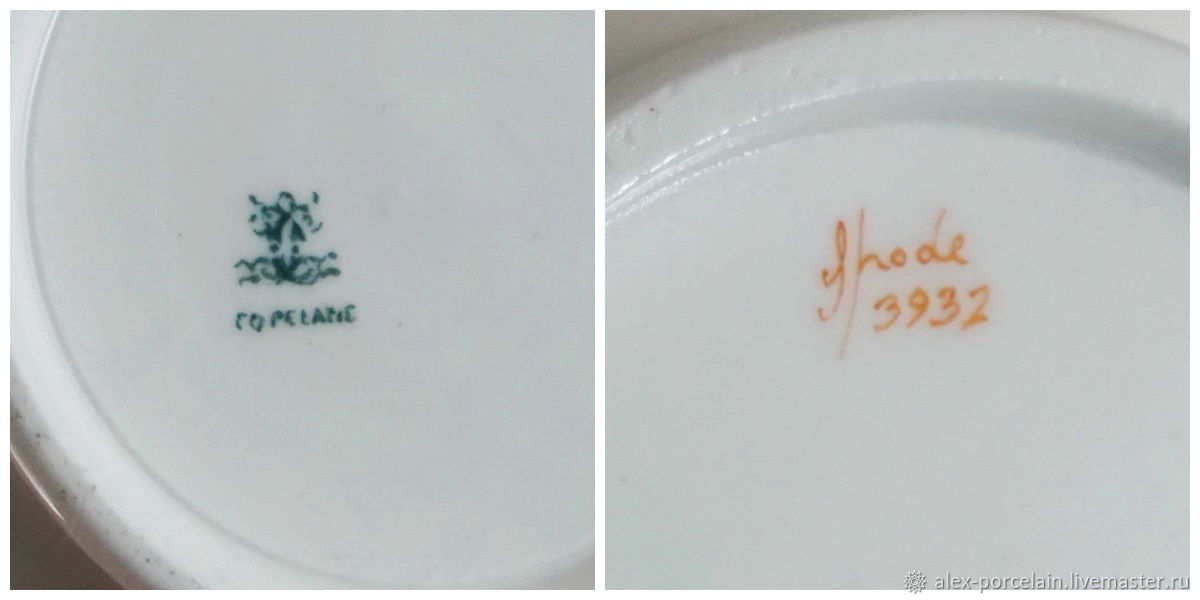 COPELAND
Spode
3932
alex-porcelain.livemaster.ru